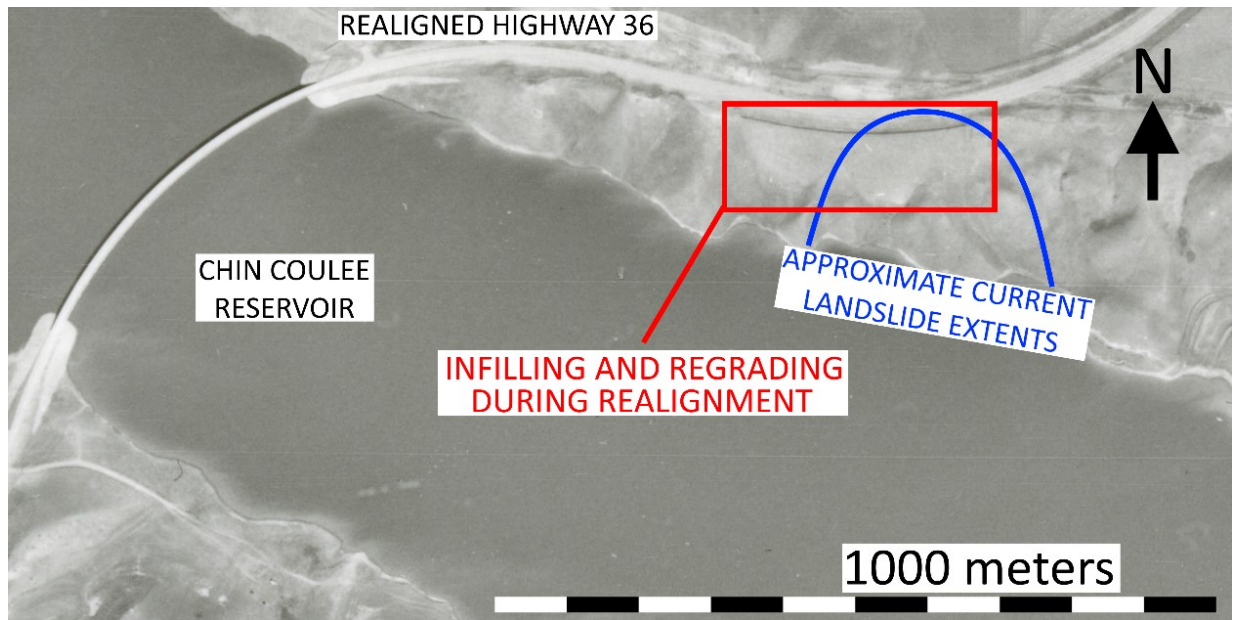 REALIGNED HIGHWAY 36
N
CHIN COULEE
RESERVOIR
APPROXIMATE CURRENT
LANDSLIDE EXTENTS
INFILLING AND REGRADING
DURING REALIGNMENT
1000 meters